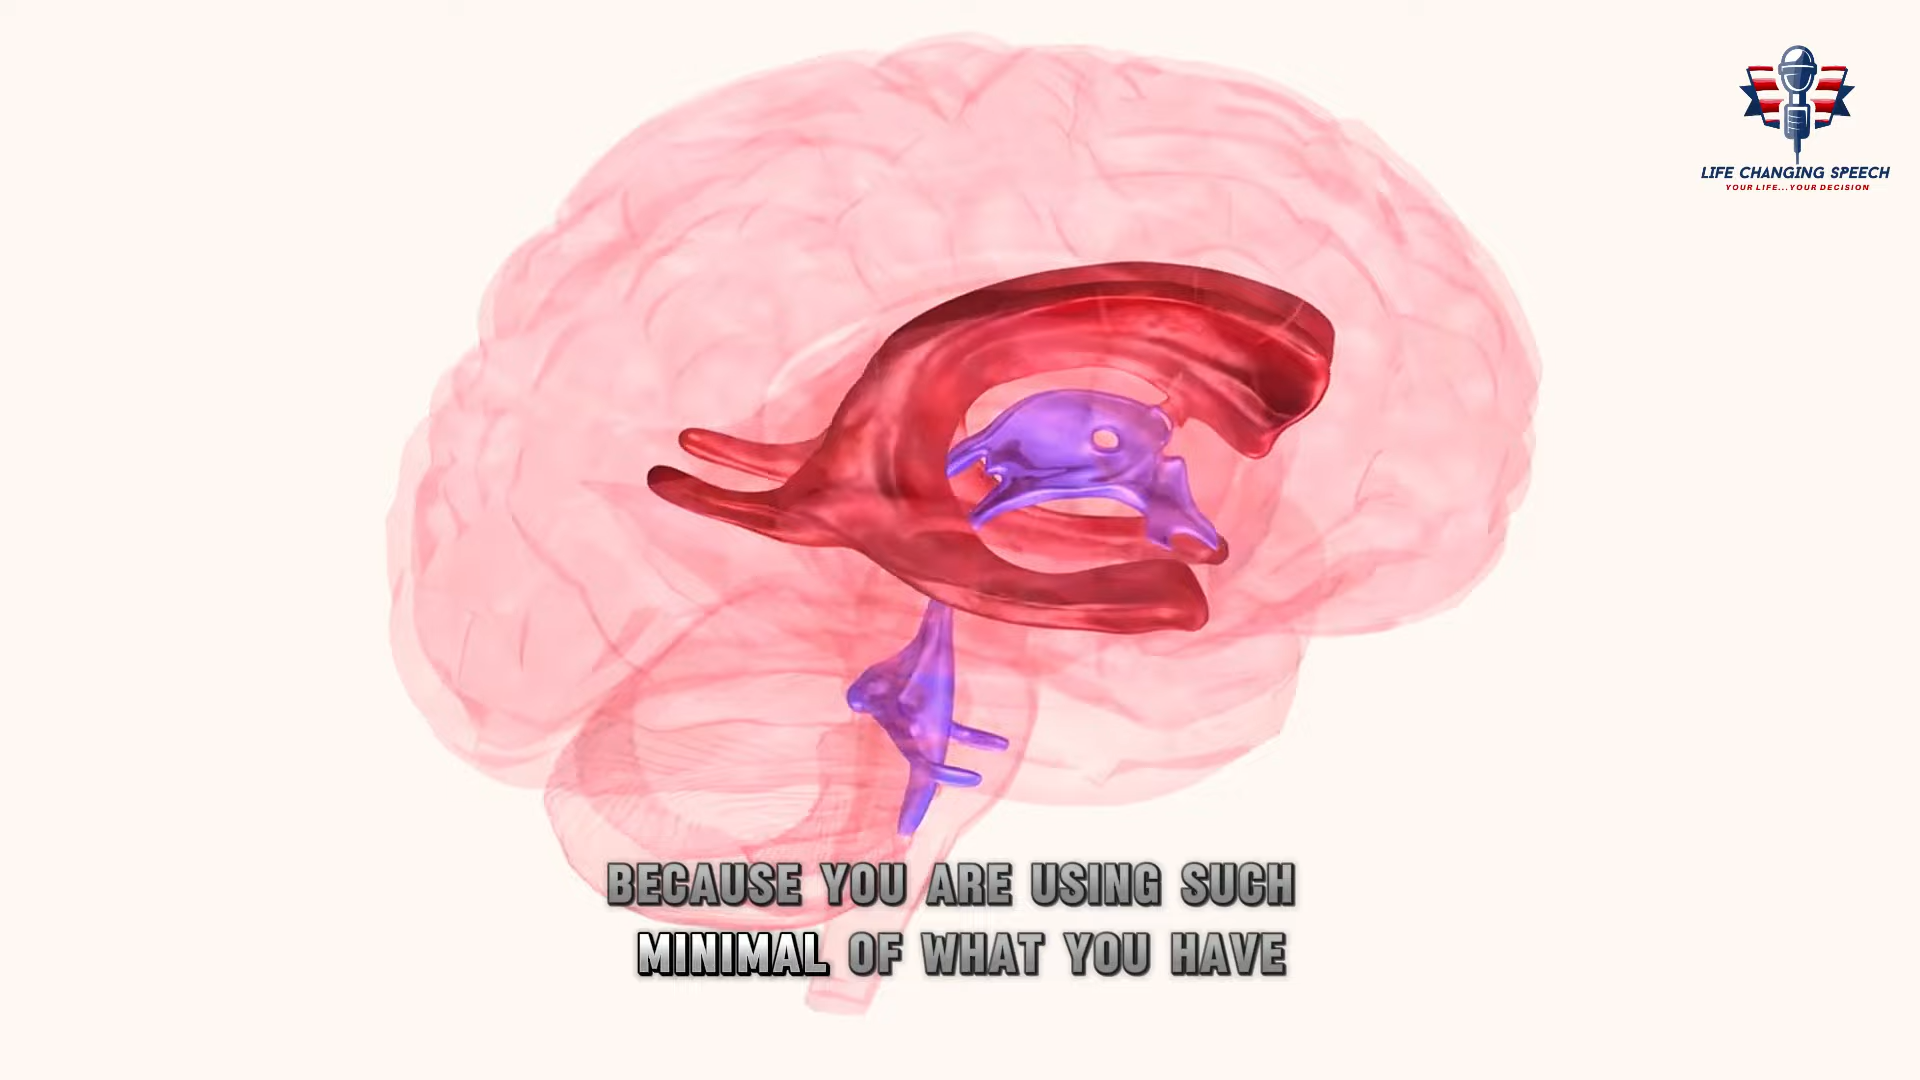 LIFE CHANGING SPEECH
YOUR LIFE...YOUR DECISION
BECAUSE YOU ARE USING SUCH
MINIMAL OF WHAT YOU HAVE